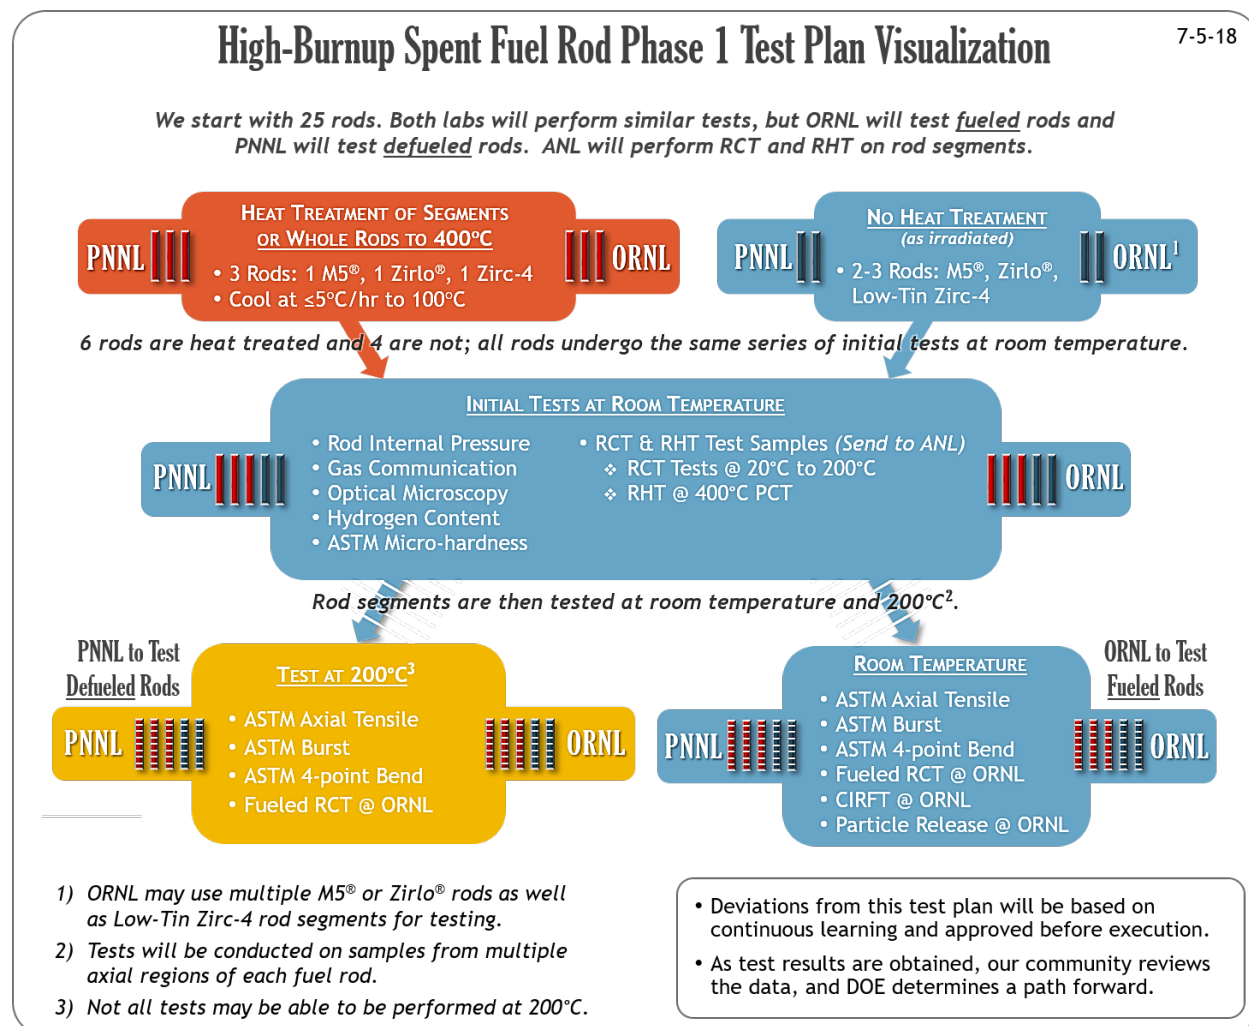 7-5-18
High-Burnup Spent Fuel Rod Phase 1 Test Plan Visualization
We start with 25 rods. Both labs will perform similar tests, but ORNL will test fueled rods and
PNNL will test defueled rods. ANL will perform RCT and RHT on rod segments.
PNNL
HEAT TREATMENT OF SEGMENTS
OR WHOLE RODS TO 400°C
• 3 Rods: 1 M5®, 1 Zirlo®, 1 Zirc-4
• Cool at ≤5°C/hr to 100°C
ORNL
PNNL
NO HEAT TREATMENT
(as irradiated)
• 2-3 Rods: M5®, Zirlo®,
Low-Tin Zirc-4
ORNL¹
6 rods are heat treated and 4 are not; all rods undergo the same series of initial tests at room temperature.
INITIAL TESTS AT ROOM TEMPERATURE
PNNL
• Rod Internal Pressure
• Gas Communication
• Optical Microscopy
• Hydrogen Content
• ASTM Micro-hardness
• RCT & RHT Test Samples (Send to ANL)
❖ RCT Tests @ 20°C to 200°C
❖ RHT @ 400°C PCT
ORNL
Rod segments are then tested at room temperature and 200°C².
PNNL to Test
Defueled Rods
PNNL
TEST AT 200°C³
• ASTM Axial Tensile
• ASTM Burst
• ASTM 4-point Bend
• Fueled RCT @ ORNL
ORNL
PNNL
ROOM TEMPERATURE
• ASTM Axial Tensile
• ASTM Burst
• ASTM 4-point Bend
• Fueled RCT @ ORNL
• CIRFT @ ORNL
• Particle Release @ ORNL
ORNL to Test
Fueled Rods
ORNL
1) ORNL may use multiple M5® or Zirlo® rods as well
as Low-Tin Zirc-4 rod segments for testing.
2) Tests will be conducted on samples from multiple
axial regions of each fuel rod.
3) Not all tests may be able to be performed at 200°C.
• Deviations from this test plan will be based on
continuous learning and approved before execution.
• As test results are obtained, our community reviews
the data, and DOE determines a path forward.